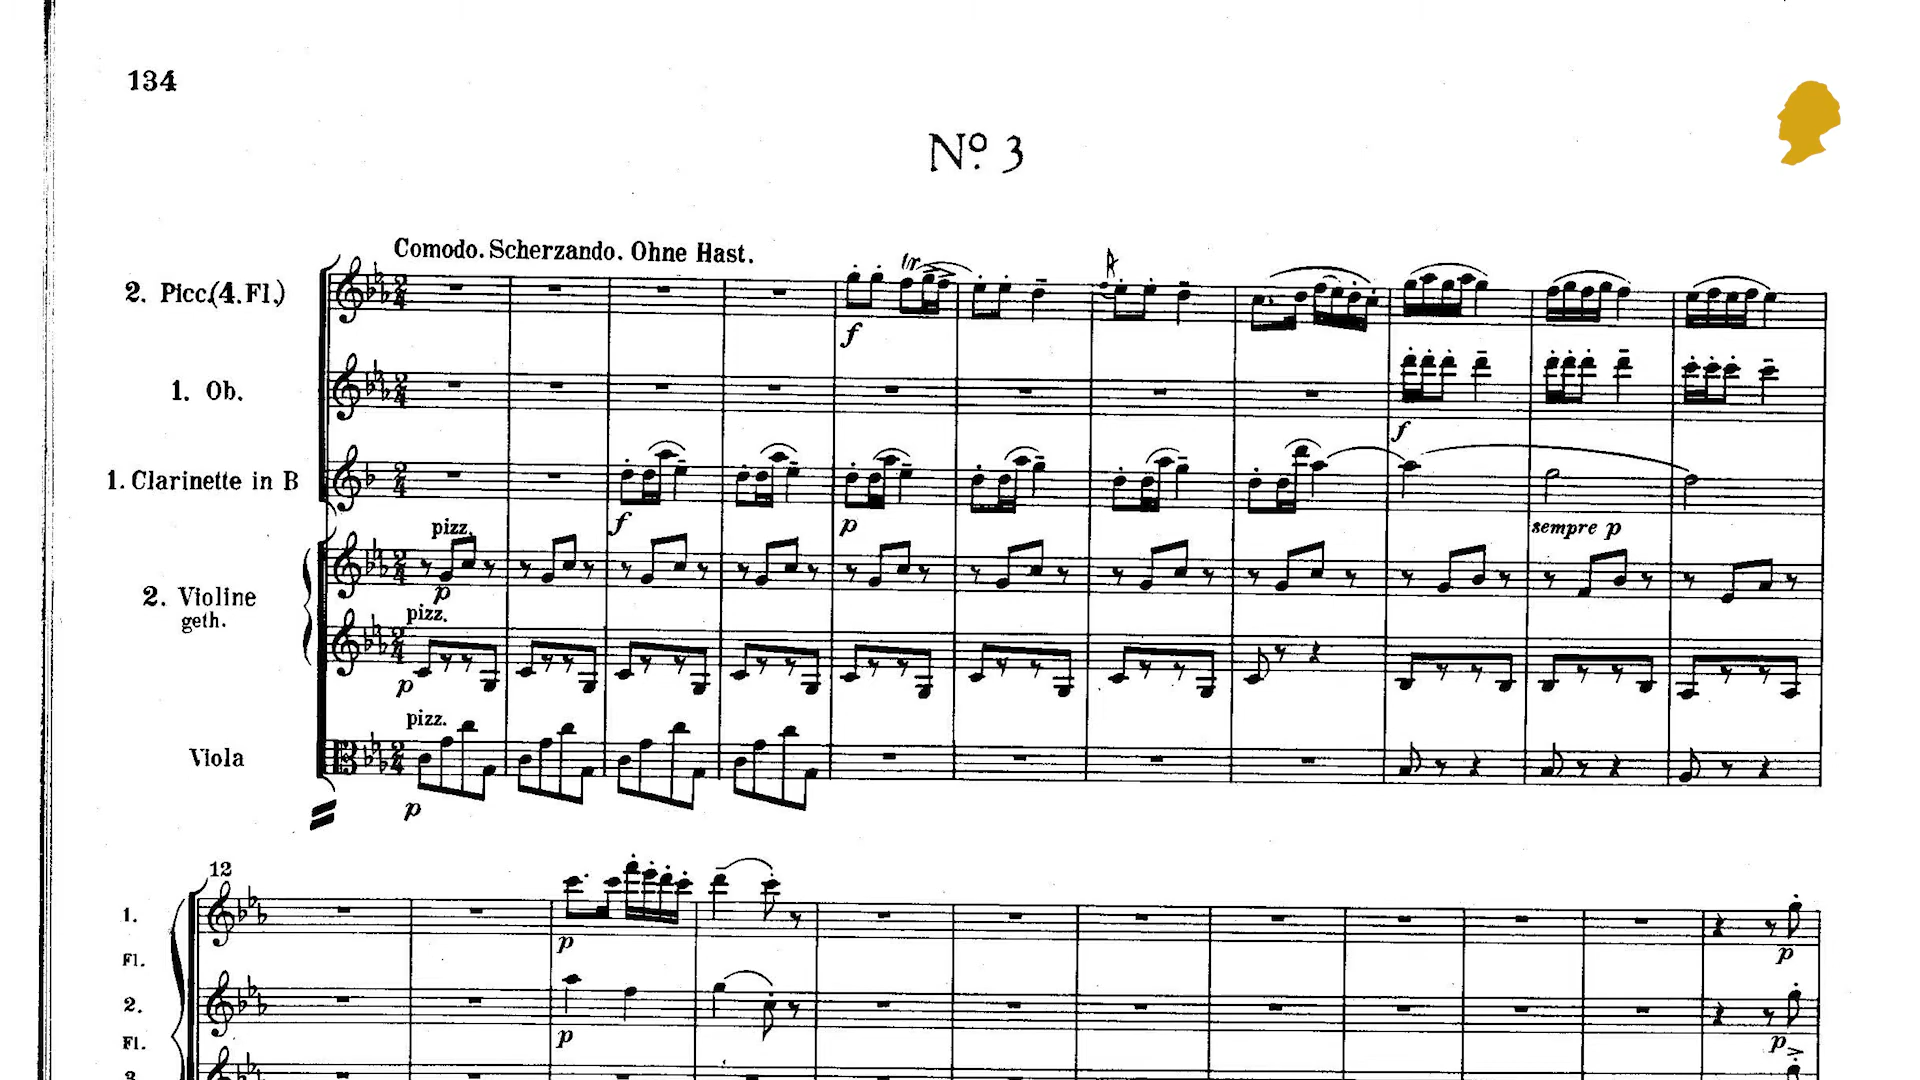 134
Nº. 3
Comodo. Scherzando. Ohne Hast.
2. Picc.(4. Fl.)
tr
f
1. Ob.
f
1. Clarinette in B
f
p
sempre p
pizz.
2. Violine
geth.
p
pizz.
p
pizz.
Viola
p
12
1.
p
p
Fl.
2.
p
p
Fl.
3.